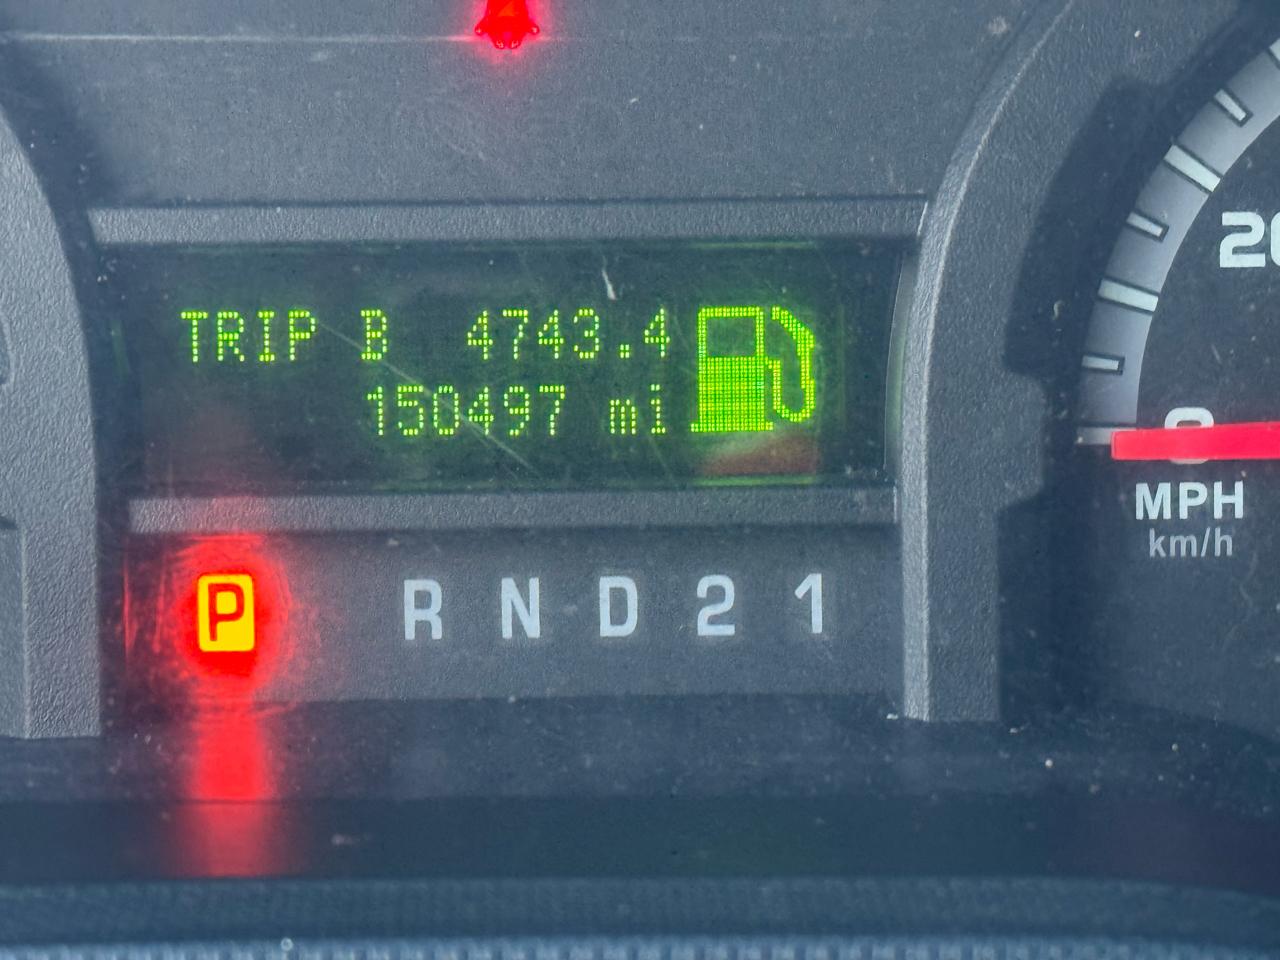 TRIP B 4743.4
150497 mi
20
0
MPH
km/h
P R N D 2 1